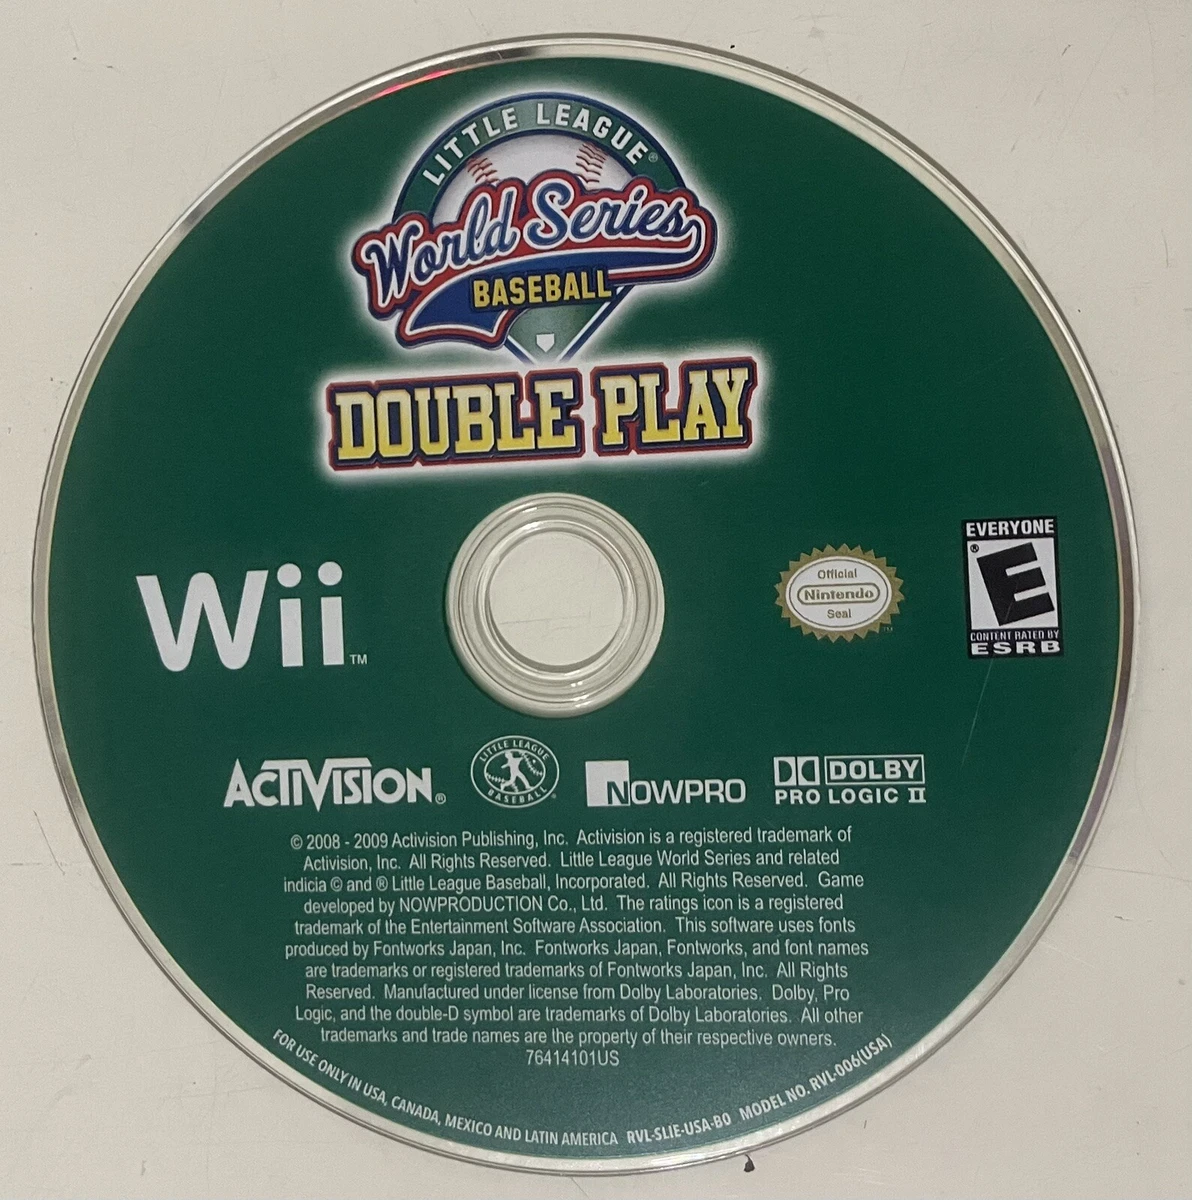 LITTLE LEAGUE®
World Series
BASEBALL
DOUBLE PLAY
Wii™
Official
Nintendo
Seal
™
EVERYONE
®
E
CONTENT RATED BY
ESRB
ACTIVISION®
LITTLE LEAGUE
BASEBALL®
NOWPRO
DOLBY
PRO LOGIC II
© 2008 - 2009 Activision Publishing, Inc. Activision is a registered trademark of
Activision, Inc. All Rights Reserved. Little League World Series and related
indicia © and ® Little League Baseball, Incorporated. All Rights Reserved. Game
developed by NOWPRODUCTION Co., Ltd. The ratings icon is a registered
trademark of the Entertainment Software Association. This software uses fonts
produced by Fontworks Japan, Inc. Fontworks Japan, Fontworks, and font names
are trademarks or registered trademarks of Fontworks Japan, Inc. All Rights
Reserved. Manufactured under license from Dolby Laboratories. Dolby, Pro
Logic, and the double-D symbol are trademarks of Dolby Laboratories. All other
trademarks and trade names are the property of their respective owners.
76414101US
FOR USE ONLY IN USA, CANADA, MEXICO AND LATIN AMERICA RVL-SLIE-USA-B0 MODEL NO. RVL-006(USA)